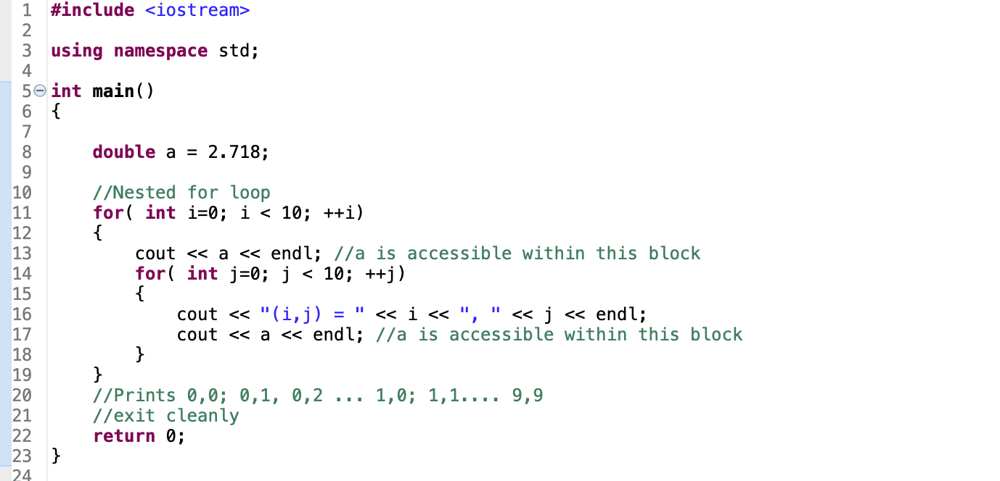 1 #include <iostream>
2
3 using namespace std;
4
5 int main()
6 {
7
8     double a = 2.718;
9
10     //Nested for loop
11     for( int i=0; i < 10; ++i)
12     {
13         cout << a << endl; //a is accessible within this block
14         for( int j=0; j < 10; ++j)
15         {
16             cout << "(i,j) = " << i << ", " << j << endl;
17             cout << a << endl; //a is accessible within this block
18         }
19     }
20     //Prints 0,0; 0,1, 0,2 ... 1,0; 1,1.... 9,9
21     //exit cleanly
22     return 0;
23 }
24